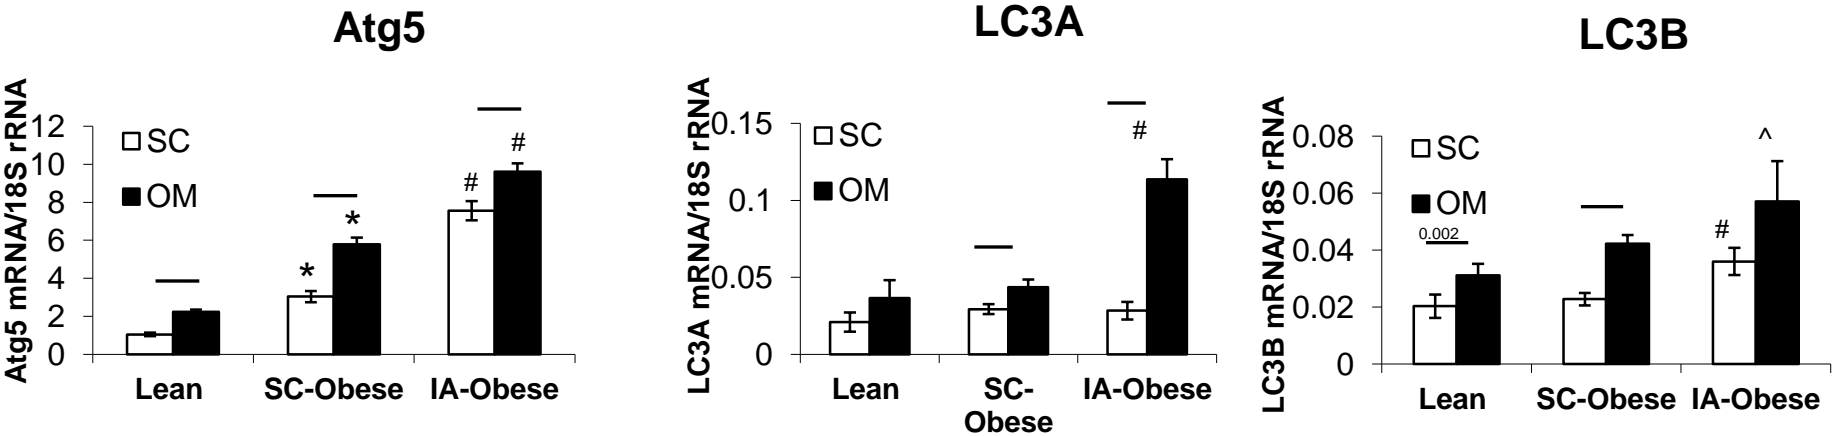 Atg5
Atg5 mRNA/18S rRNA
12
10
8
6
4
2
0
SC
OM
*
*
#
#
Lean
SC-Obese
IA-Obese
LC3A
LC3A mRNA/18S rRNA
0.15
0.1
0.05
0
SC
OM
#
Lean
SC-
Obese
IA-Obese
LC3B
LC3B mRNA/18S rRNA
0.08
0.06
0.04
0.02
0
SC
OM
0.002
#
^
Lean
SC-Obese
IA-Obese